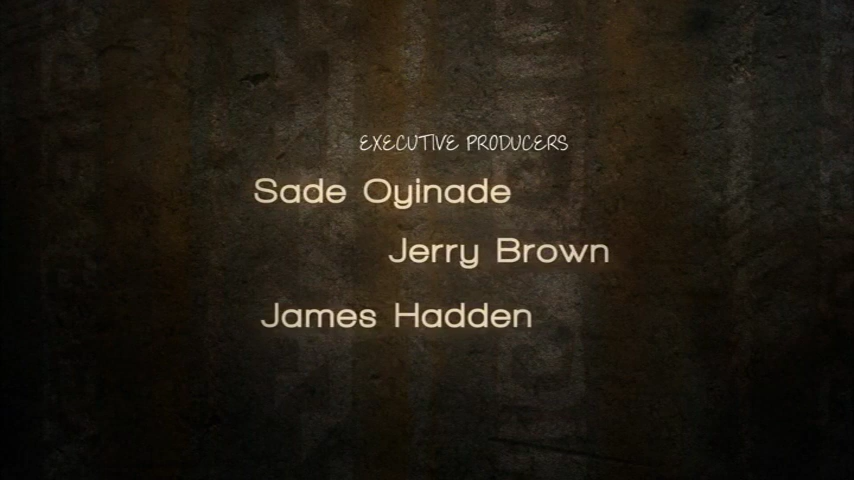 EXECUTIVE PRODUCERS
Sade Oyinade
Jerry Brown
James Hadden